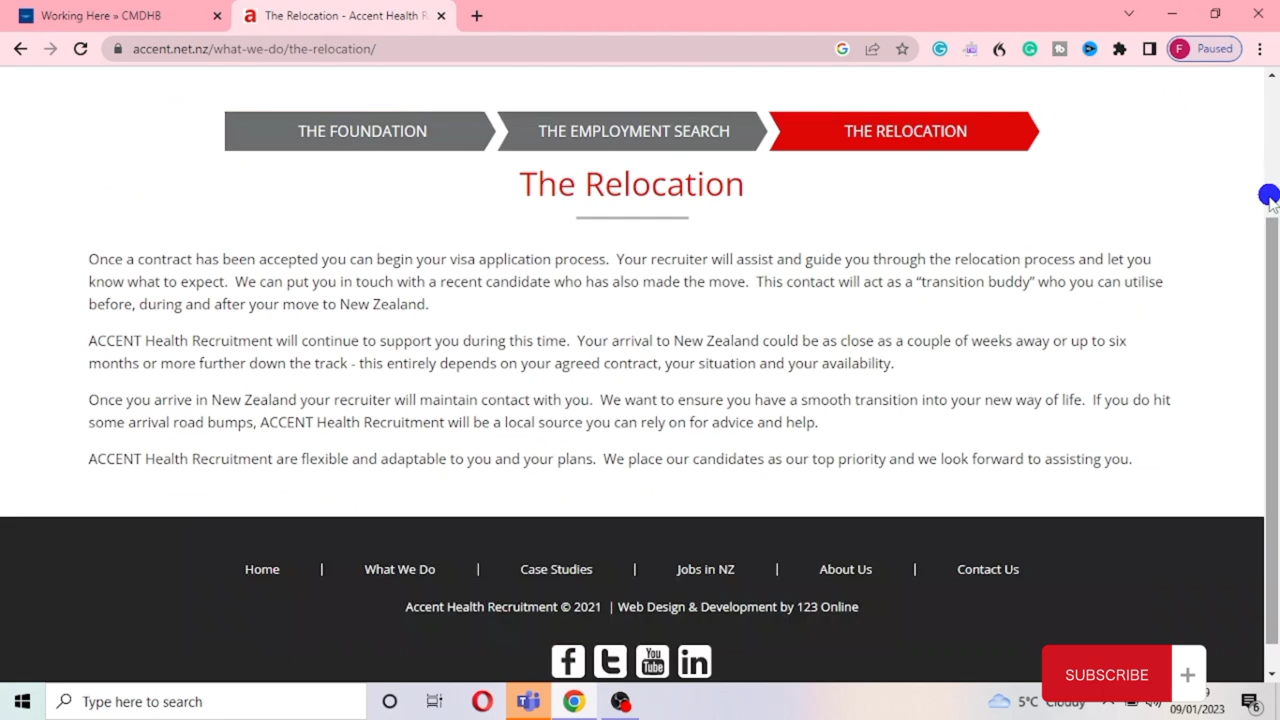 Working Here » CMDHB
The Relocation - Accent Health R
accent.net.nz/what-we-do/the-relocation/
F Paused
THE FOUNDATION
THE EMPLOYMENT SEARCH
THE RELOCATION
The Relocation
Once a contract has been accepted you can begin your visa application process. Your recruiter will assist and guide you through the relocation process and let you
know what to expect. We can put you in touch with a recent candidate who has also made the move. This contact will act as a “transition buddy” who you can utilise
before, during and after your move to New Zealand.
ACCENT Health Recruitment will continue to support you during this time. Your arrival to New Zealand could be as close as a couple of weeks away or up to six
months or more further down the track - this entirely depends on your agreed contract, your situation and your availability.
Once you arrive in New Zealand your recruiter will maintain contact with you. We want to ensure you have a smooth transition into your new way of life. If you do hit
some arrival road bumps, ACCENT Health Recruitment will be a local source you can rely on for advice and help.
ACCENT Health Recruitment are flexible and adaptable to you and your plans. We place our candidates as our top priority and we look forward to assisting you.
Home | What We Do | Case Studies | Jobs in NZ | About Us | Contact Us
Accent Health Recruitment © 2021 | Web Design & Development by 123 Online
You Tube
SUBSCRIBE +
Type here to search
5°C Cloudy
09/01/2023
6